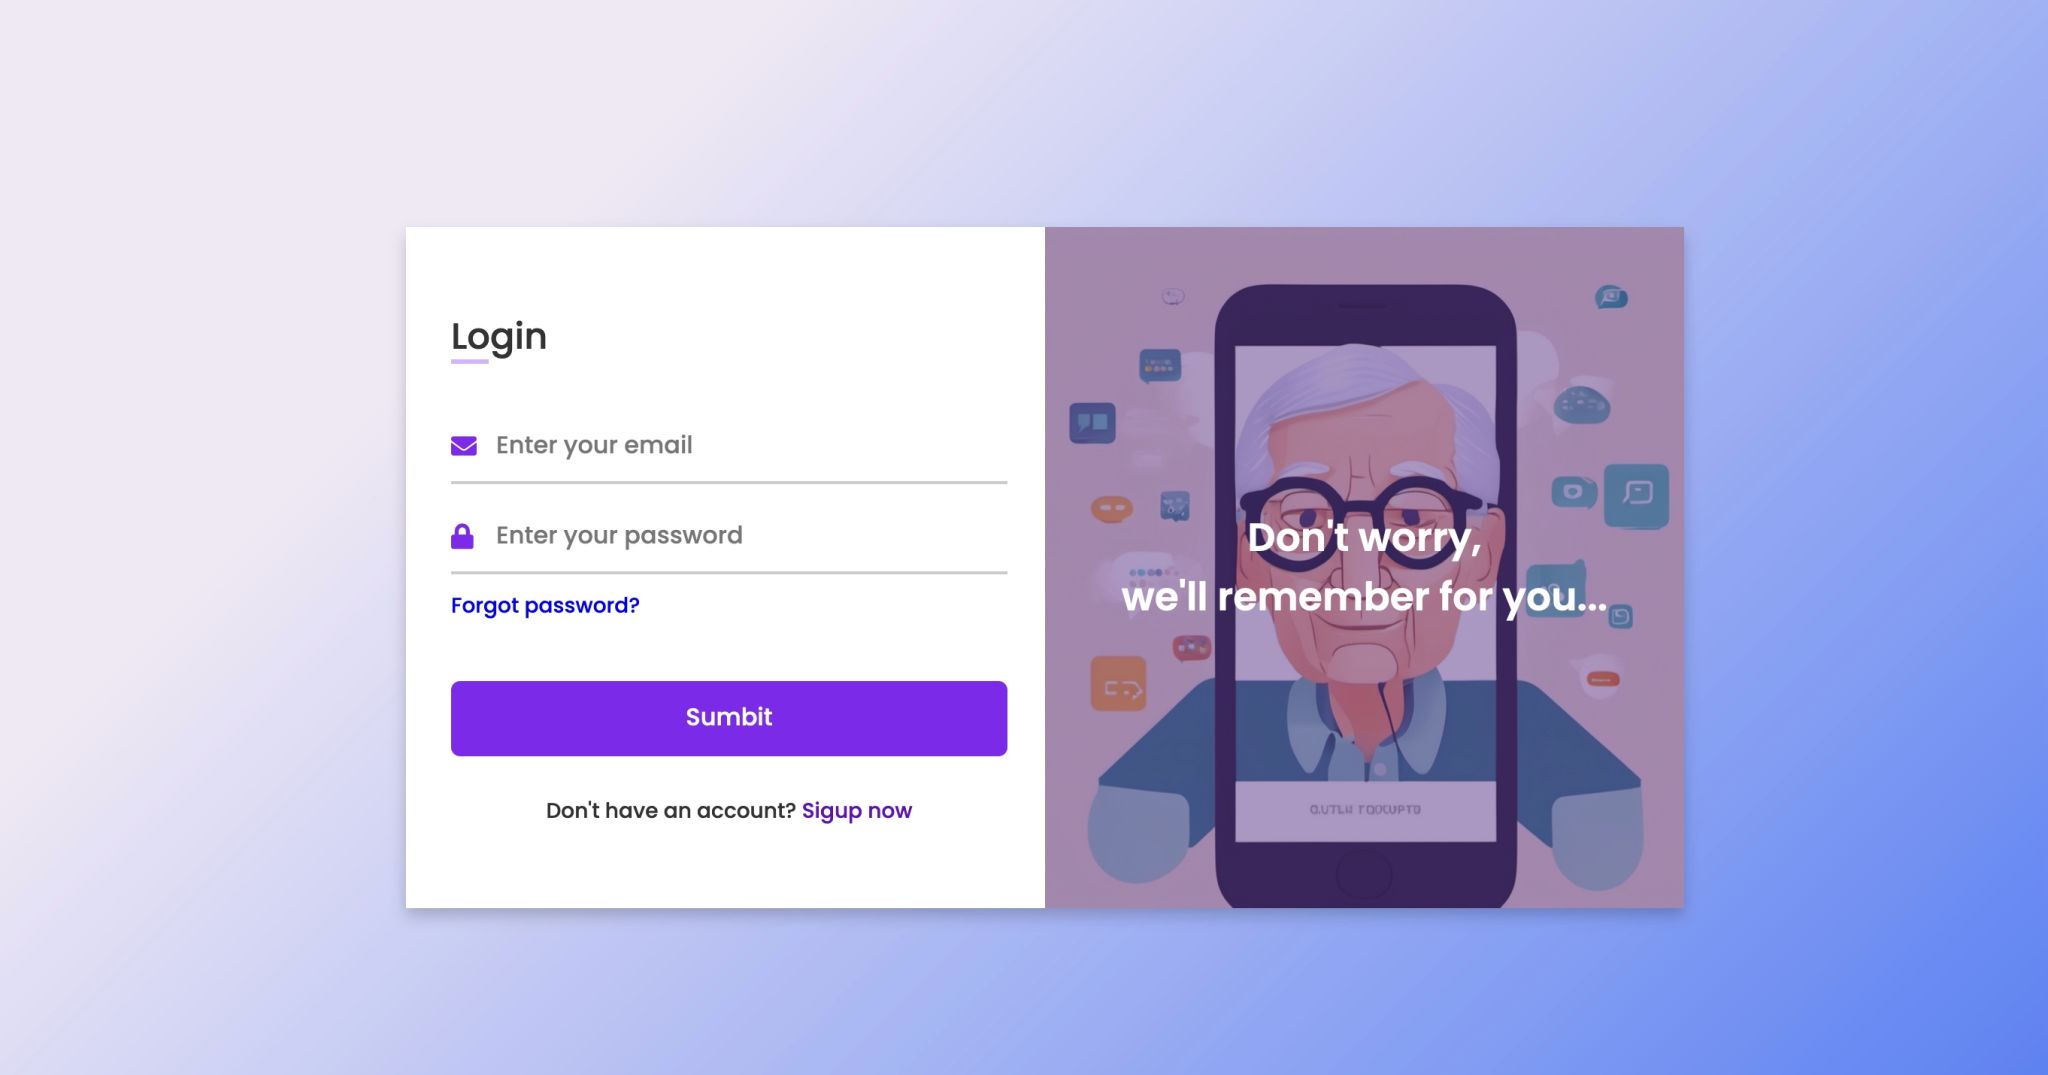 Login
Enter your email
Enter your password
Forgot password?
Sumbit
Don't have an account? Sigup now
Don't worry,
we'll remember for you...